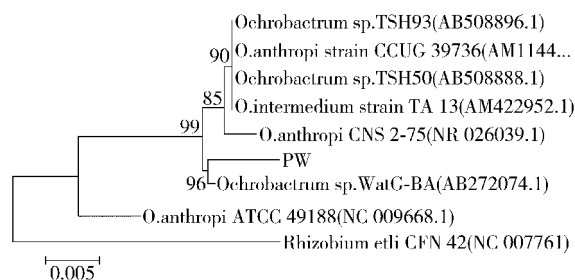 Ochrobactrum sp.TSH93(AB508896.1)
90
O.anthropi strain CCUG 39736(AM1144...
Ochrobactrum sp.TSH50(AB508888.1)
85
O.intermedium strain TA 13(AM422952.1)
99
O.anthropi CNS 2-75(NR 026039.1)
PW
96
Ochrobactrum sp.WatG-BA(AB272074.1)
O.anthropi ATCC 49188(NC 009668.1)
Rhizobium etli CFN 42(NC 007761)
0.005